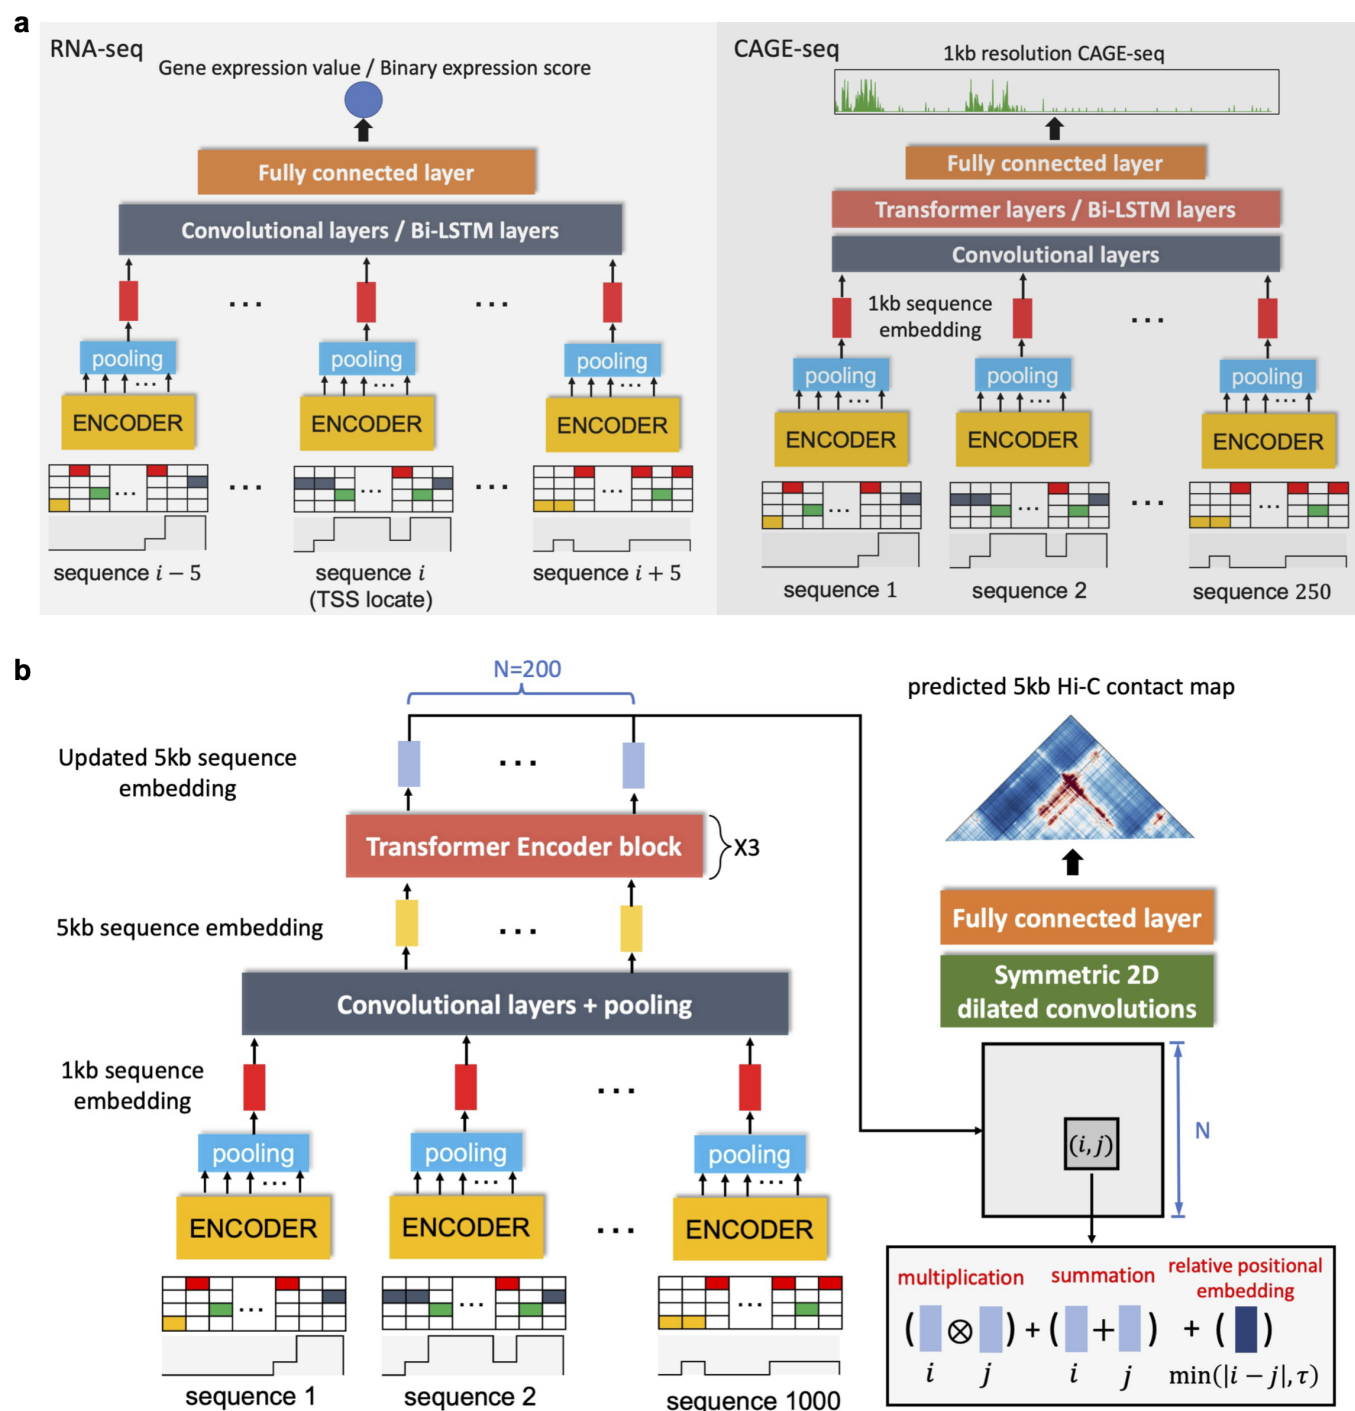 a
RNA-seq
Gene expression value / Binary expression score
Fully connected layer
Convolutional layers / Bi-LSTM layers
...
...
pooling
pooling
pooling
...
...
...
ENCODER
ENCODER
ENCODER
...
...
...
...
...
sequence i − 5
sequence i
(TSS locate)
sequence i + 5
CAGE-seq
1kb resolution CAGE-seq
Fully connected layer
Transformer layers / Bi-LSTM layers
Convolutional layers
1kb sequence
embedding
...
pooling
pooling
pooling
...
...
...
ENCODER
ENCODER
ENCODER
...
...
...
...
sequence 1
sequence 2
sequence 250
b
N=200
Updated 5kb sequence
embedding
...
Transformer Encoder block
X3
5kb sequence embedding
...
Convolutional layers + pooling
1kb sequence
embedding
...
pooling
pooling
pooling
...
...
...
ENCODER
ENCODER
...
ENCODER
...
...
...
sequence 1
sequence 2
sequence 1000
predicted 5kb Hi-C contact map
Fully connected layer
Symmetric 2D
dilated convolutions
(i,j)
N
multiplication
summation
relative positional
embedding
( ⊗ ) + ( + ) + ( )
i j i j min(|i − j|, τ)